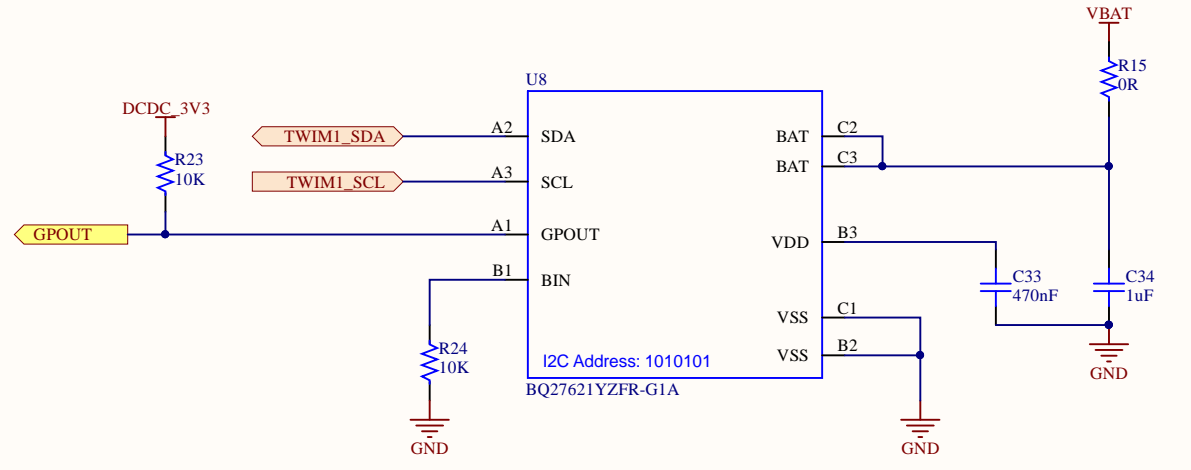 VBAT
R15
0R
U8
DCDC_3V3
R23
10K
TWIM1_SDA
A2
SDA
BAT
C2
BAT
C3
TWIM1_SCL
A3
SCL
GPOUT
A1
GPOUT
VDD
B3
B1
BIN
C33
470nF
C34
1uF
VSS
C1
VSS
B2
R24
10K
I2C Address: 1010101
BQ27621YZFR-G1A
GND
GND
GND